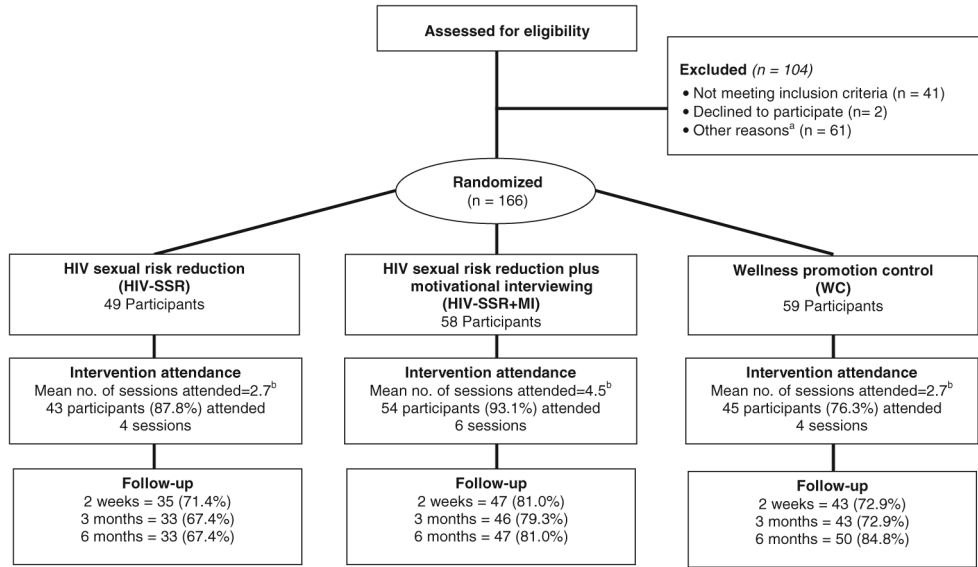 Assessed for eligibility
Excluded (n = 104)
• Not meeting inclusion criteria (n = 41)
• Declined to participate (n= 2)
• Other reasonsᵃ (n = 61)
Randomized
(n = 166)
HIV sexual risk reduction
(HIV-SSR)
49 Participants
HIV sexual risk reduction plus
motivational interviewing
(HIV-SSR+MI)
58 Participants
Wellness promotion control
(WC)
59 Participants
Intervention attendance
Mean no. of sessions attended=2.7ᵇ
43 participants (87.8%) attended
4 sessions
Intervention attendance
Mean no. of sessions attended=4.5ᵇ
54 participants (93.1%) attended
6 sessions
Intervention attendance
Mean no. of sessions attended=2.7ᵇ
45 participants (76.3%) attended
4 sessions
Follow-up
2 weeks = 35 (71.4%)
3 months = 33 (67.4%)
6 months = 33 (67.4%)
Follow-up
2 weeks = 47 (81.0%)
3 months = 46 (79.3%)
6 months = 47 (81.0%)
Follow-up
2 weeks = 43 (72.9%)
3 months = 43 (72.9%)
6 months = 50 (84.8%)